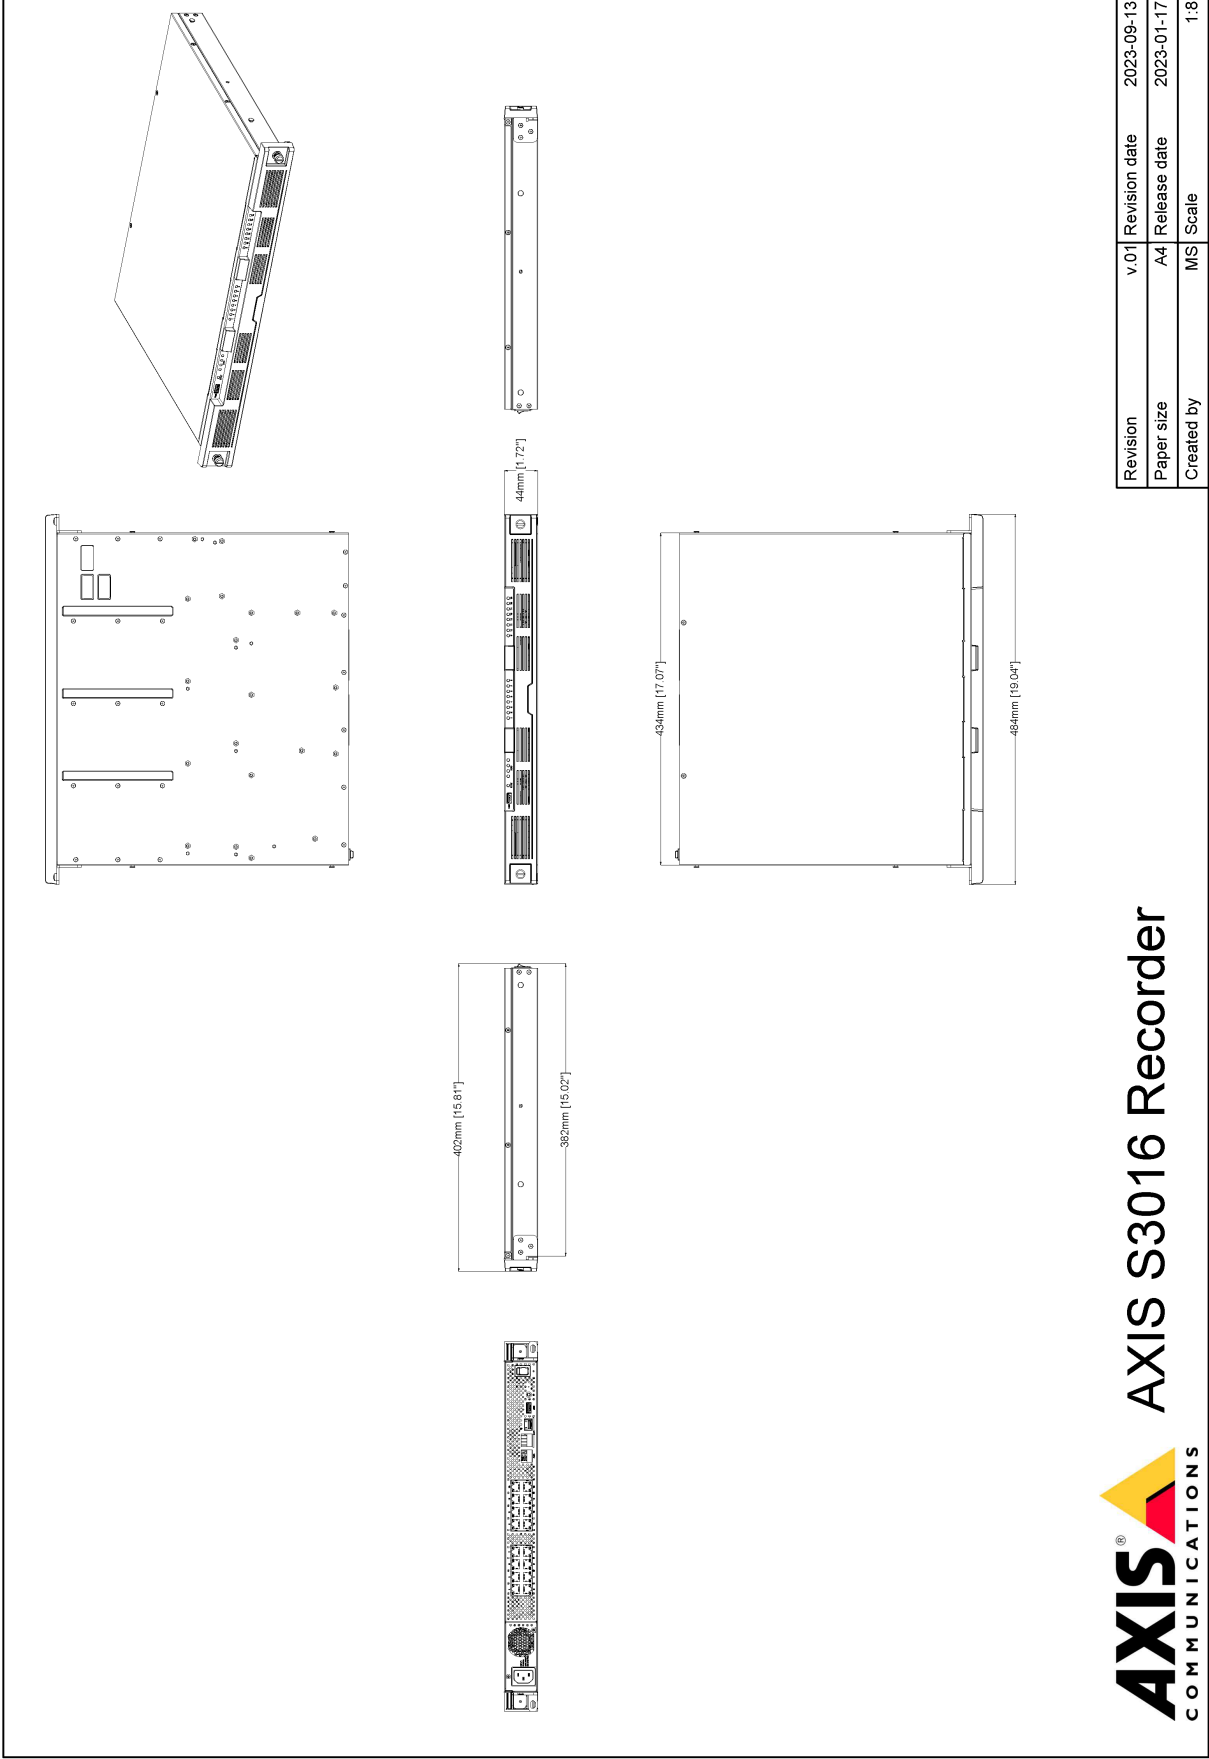 44mm [1.72"]
402mm [15.81"]
382mm [15.02"]
434mm [17.07"]
484mm [19.04"]
AXIS®
COMMUNICATIONS
AXIS S3016 Recorder
Revision v.01 Revision date 2023-09-13
Paper size A4 Release date 2023-01-17
Created by MS Scale 1:8